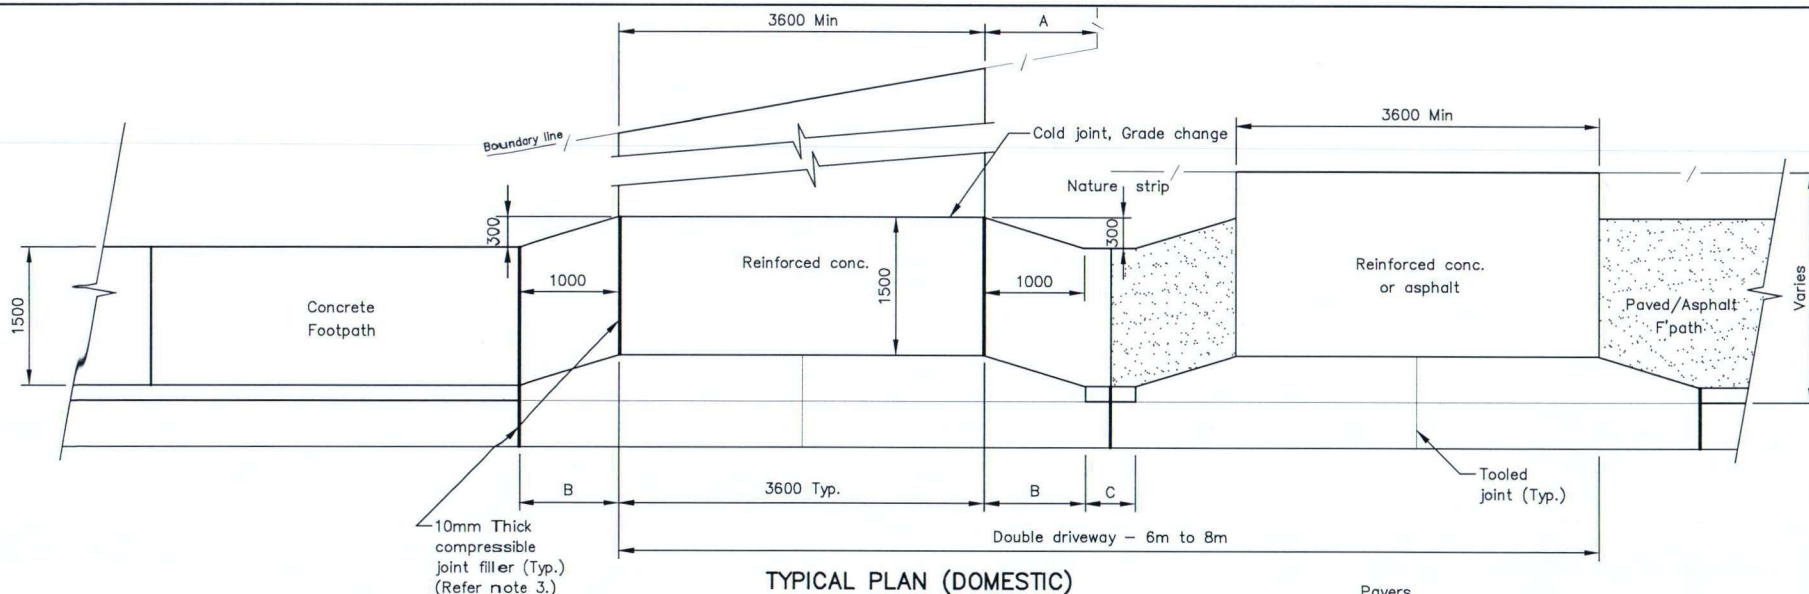 3600 Min
A
3600 Min
Boundary line
Cold joint, Grade change
Nature strip
300
300
1500
Concrete
Footpath
1000
Reinforced conc.
1500
1000
Reinforced conc.
or asphalt
Paved/Asphalt
F'path
Varies
B
3600 Typ.
B
C
Tooled
joint (Typ.)
10mm Thick
compressible
joint filler (Typ.)
(Refer note 3.)
Double driveway - 6m to 8m
TYPICAL PLAN (DOMESTIC)
Pavers